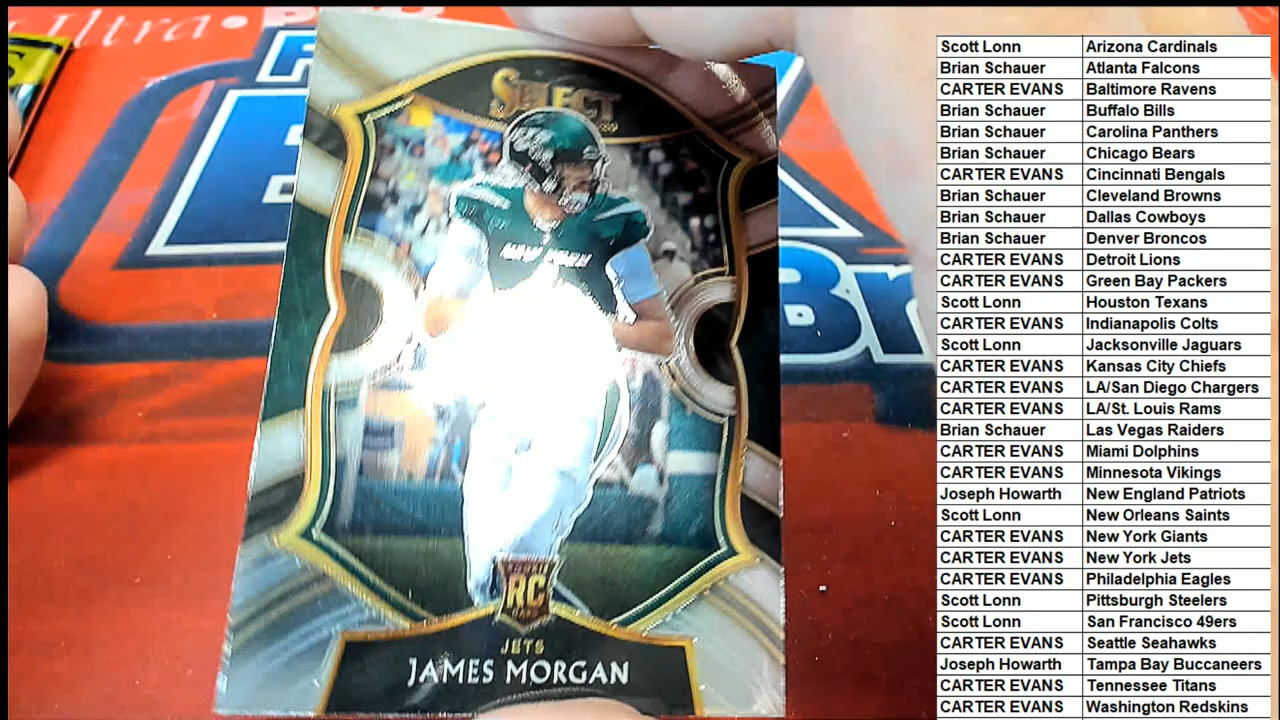 Ultra
SELECT
NEW YORK
RC
JETS
JAMES MORGAN
Scott Lonn Arizona Cardinals
Brian Schauer Atlanta Falcons
CARTER EVANS Baltimore Ravens
Brian Schauer Buffalo Bills
Brian Schauer Carolina Panthers
Brian Schauer Chicago Bears
CARTER EVANS Cincinnati Bengals
Brian Schauer Cleveland Browns
Brian Schauer Dallas Cowboys
Brian Schauer Denver Broncos
CARTER EVANS Detroit Lions
CARTER EVANS Green Bay Packers
Scott Lonn Houston Texans
CARTER EVANS Indianapolis Colts
Scott Lonn Jacksonville Jaguars
CARTER EVANS Kansas City Chiefs
CARTER EVANS LA/San Diego Chargers
CARTER EVANS LA/St. Louis Rams
Brian Schauer Las Vegas Raiders
CARTER EVANS Miami Dolphins
CARTER EVANS Minnesota Vikings
Joseph Howarth New England Patriots
Scott Lonn New Orleans Saints
CARTER EVANS New York Giants
CARTER EVANS New York Jets
CARTER EVANS Philadelphia Eagles
Scott Lonn Pittsburgh Steelers
Scott Lonn San Francisco 49ers
CARTER EVANS Seattle Seahawks
Joseph Howarth Tampa Bay Buccaneers
CARTER EVANS Tennessee Titans
CARTER EVANS Washington Redskins